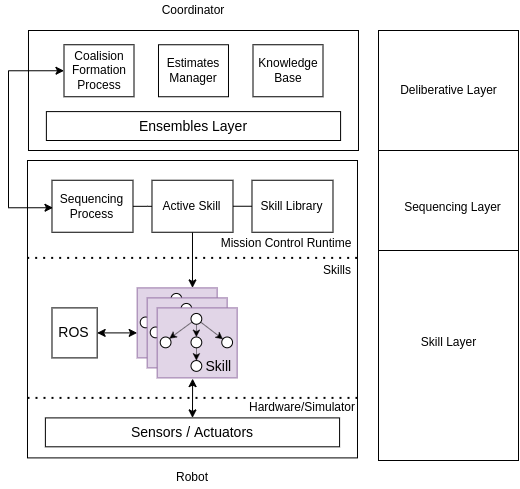 Coordinator
Coalision
Formation
Process
Estimates
Manager
Knowledge
Base
Ensembles Layer
Deliberative Layer
Sequencing
Process
Active Skill
Skill Library
Mission Control Runtime
Sequencing Layer
Skills
ROS
Skill
Skill Layer
Hardware/Simulator
Sensors / Actuators
Robot